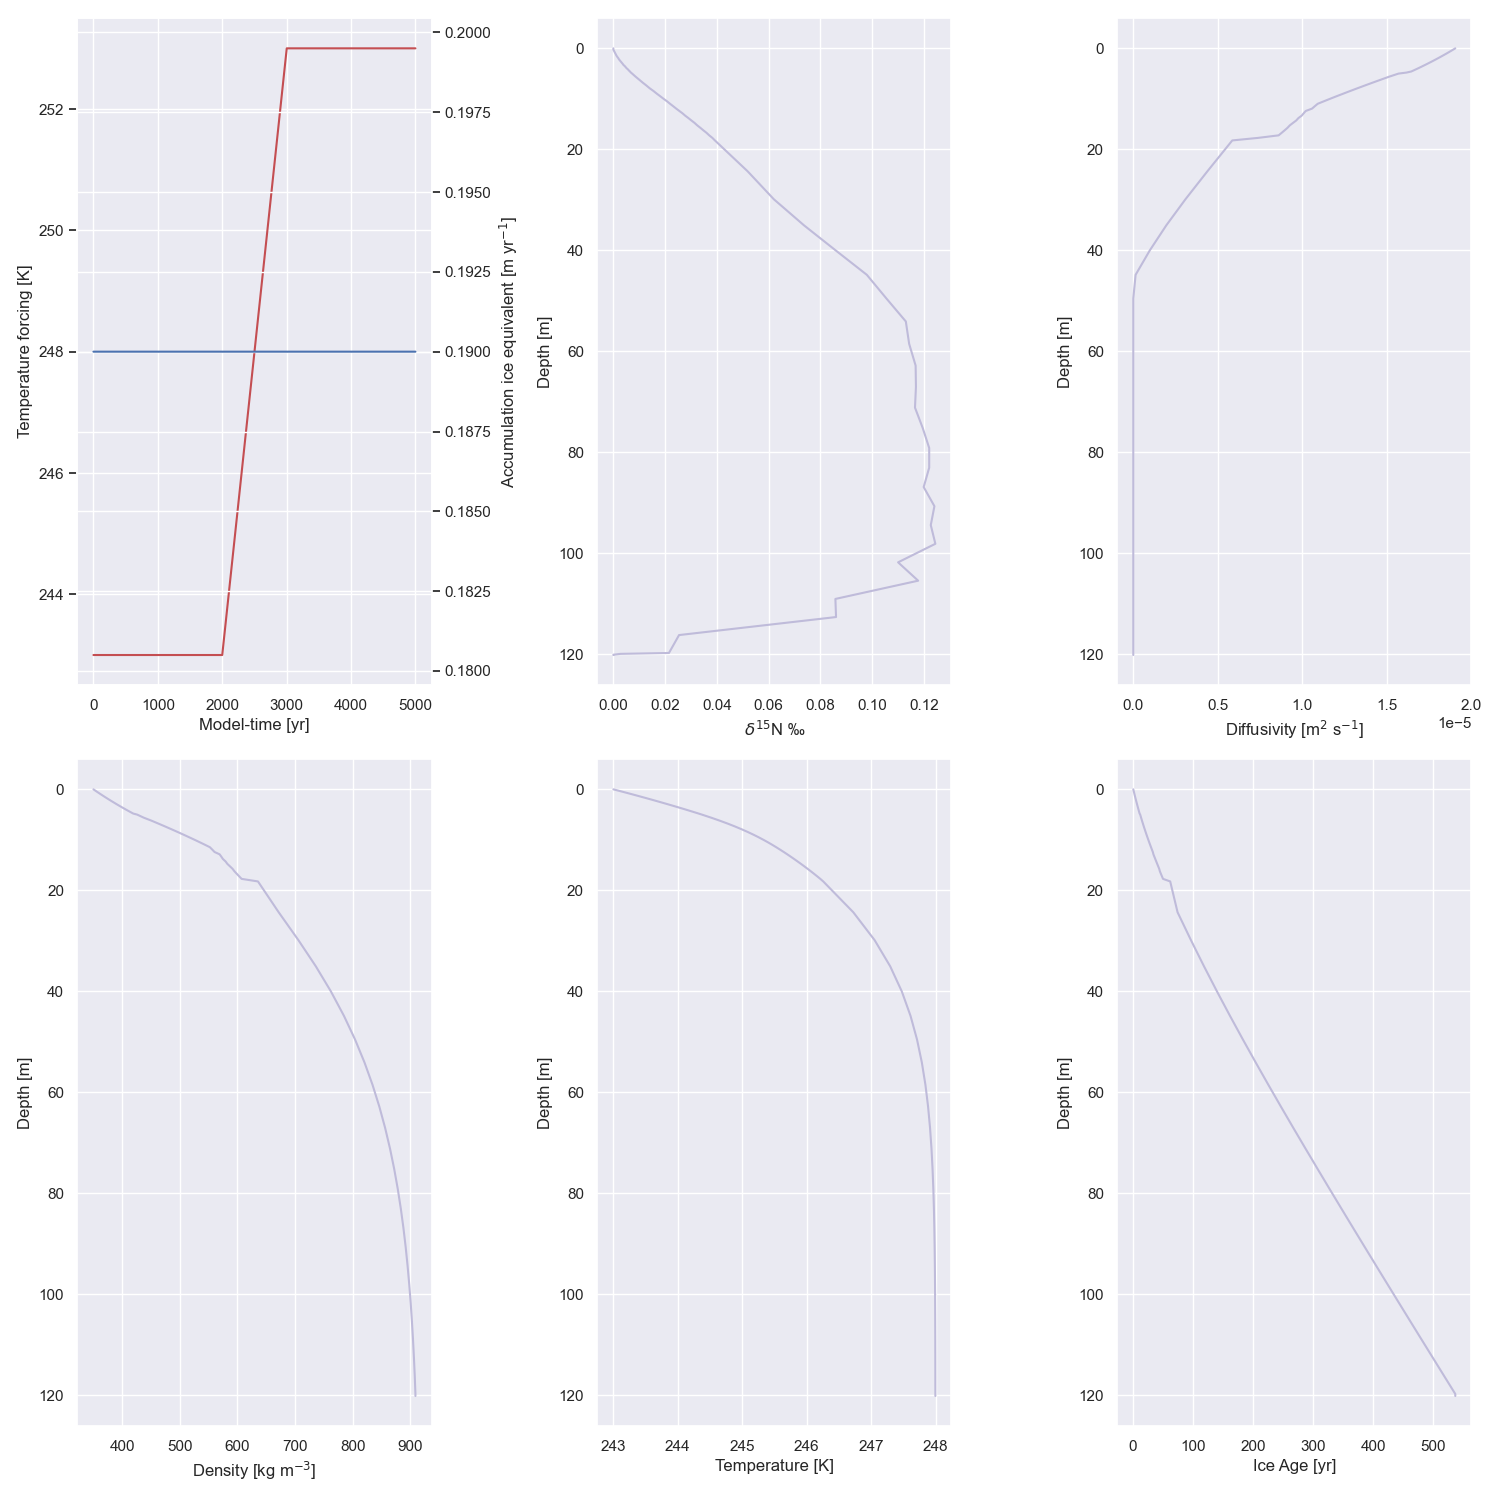 Temperature forcing [K]
252
250
248
246
244
0 1000 2000 3000 4000 5000
Model-time [yr]
0.2000
0.1975
0.1950
0.1925
0.1900
0.1875
0.1850
0.1825
0.1800
Accumulation ice equivalent [m yr⁻¹]
Depth [m]
0
20
40
60
80
100
120
0.00 0.02 0.04 0.06 0.08 0.10 0.12
δ¹⁵N ‰
Depth [m]
0
20
40
60
80
100
120
0.0 0.5 1.0 1.5 2.0
1e−5
Diffusivity [m² s⁻¹]
Depth [m]
0
20
40
60
80
100
120
400 500 600 700 800 900
Density [kg m⁻³]
Depth [m]
0
20
40
60
80
100
120
243 244 245 246 247 248
Temperature [K]
Depth [m]
0
20
40
60
80
100
120
0 100 200 300 400 500
Ice Age [yr]